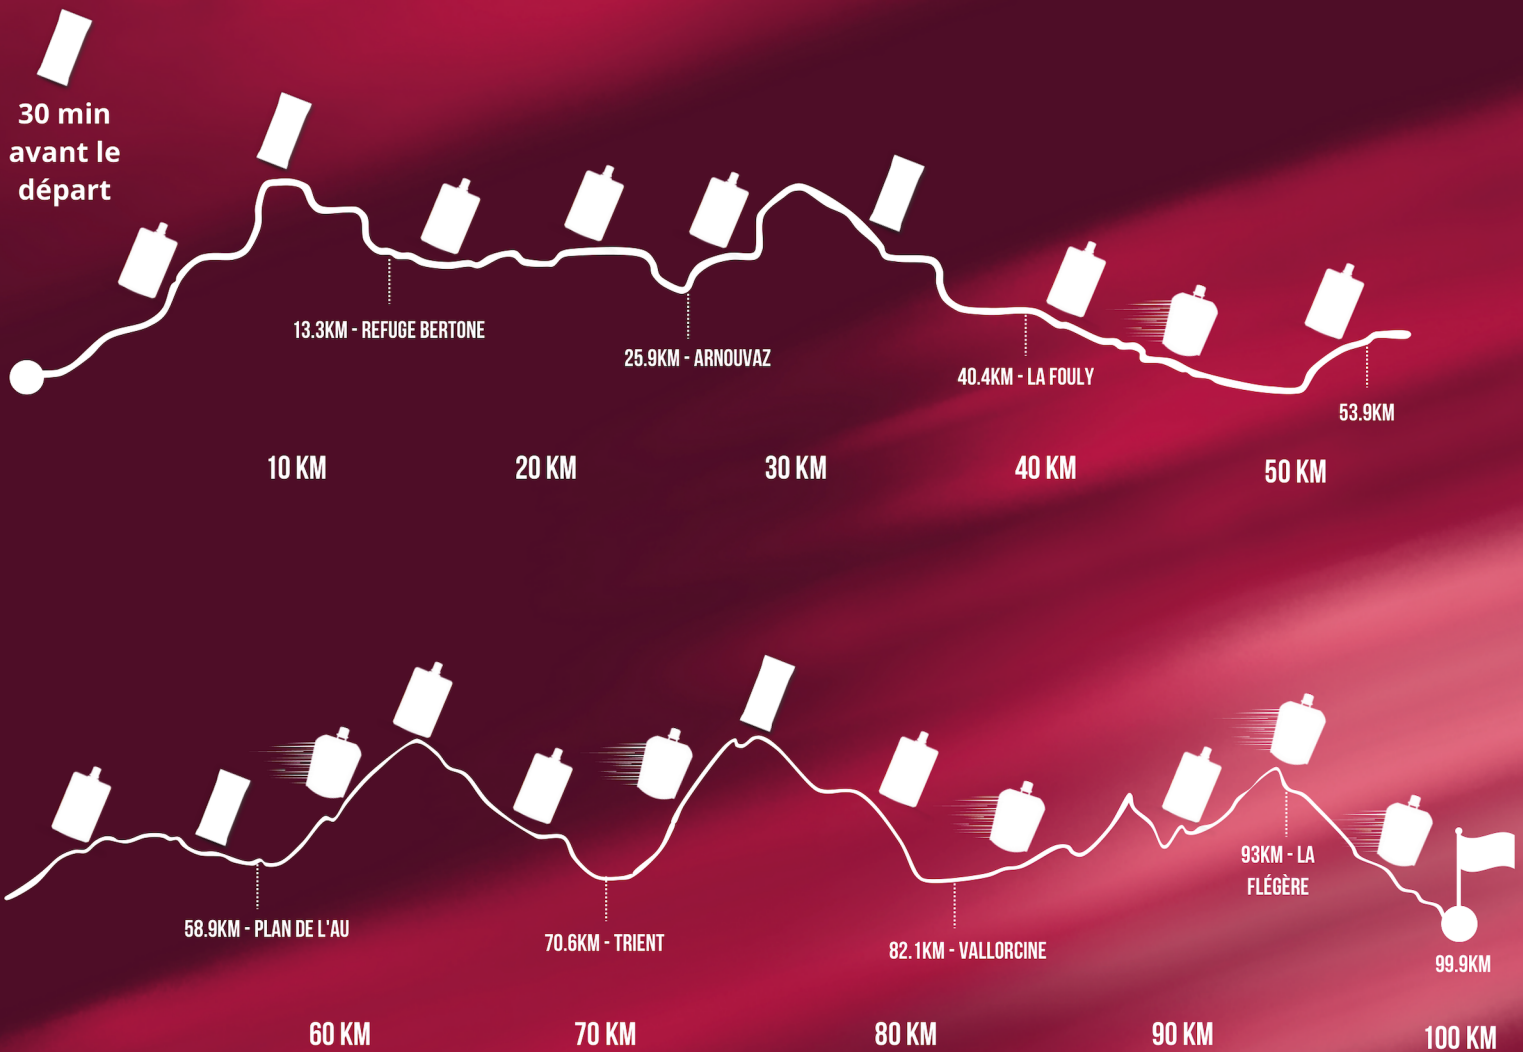 30 min
avant le
départ
13.3KM - REFUGE BERTONE
25.9KM - ARNOUVAZ
40.4KM - LA FOULY
53.9KM
10 KM
20 KM
30 KM
40 KM
50 KM
58.9KM - PLAN DE L'AU
70.6KM - TRIENT
82.1KM - VALLORCINE
93KM - LA
FLÉGÈRE
99.9KM
60 KM
70 KM
80 KM
90 KM
100 KM